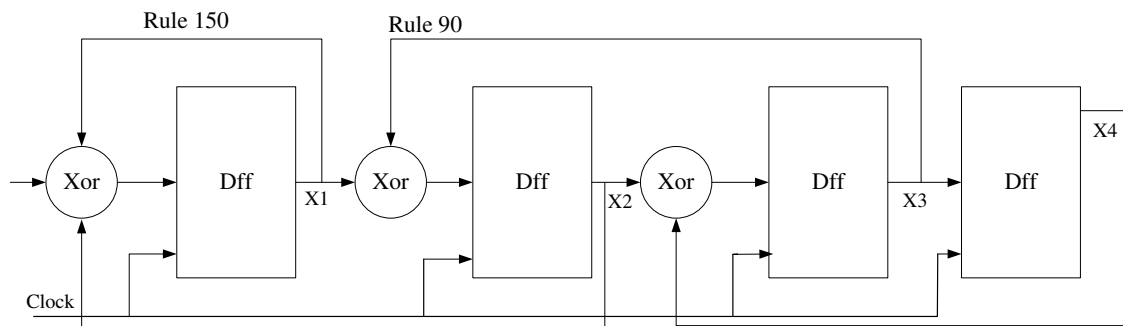 Rule 150
Rule 90
Xor
Dff
X1
Xor
Dff
X2
Xor
Dff
X3
Dff
X4
Clock